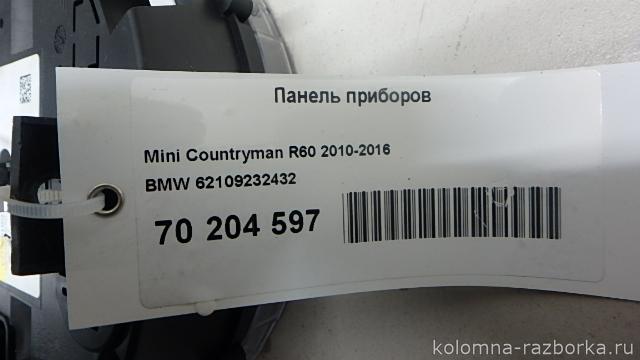 Панель приборов
Mini Countryman R60 2010-2016
BMW 62109232432
70 204 597
kolomna-razborka.ru